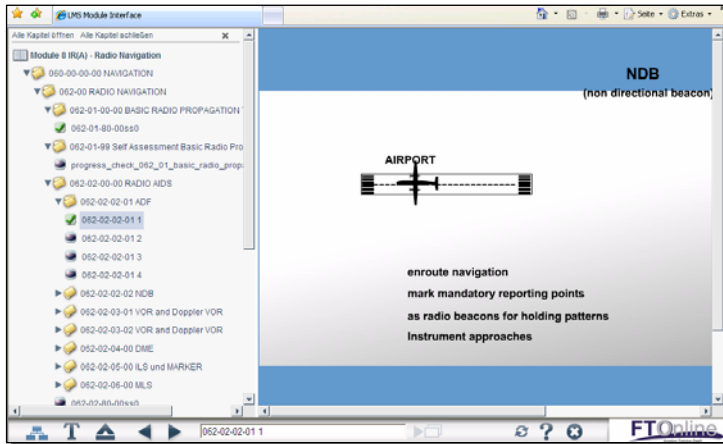 LMS Module Interface
Seite
Extras
Alle Kapitel öffnen Alle Kapitel schließen
Module 8 IR(A) - Radio Navigation
060-00-00-00 NAVIGATION
062-00 RADIO NAVIGATION
062-01-00-00 BASIC RADIO PROPAGATION
062-01-80-00ss0
062-01-99 Self Assessment Basic Radio Pro
progress_check_062_01_basic_radio_prop
062-02-00-00 RADIO AIDS
062-02-02-01 ADF
062-02-02-01 1
062-02-02-01 2
062-02-02-01 3
062-02-02-01 4
062-02-02-02 NDB
062-02-03-01 VOR and Doppler VOR
062-02-03-02 VOR and Doppler VOR
062-02-04-00 DME
062-02-05-00 ILS und MARKER
062-02-06-00 MLS
062-02-80-00ss0
NDB
(non directional beacon)
AIRPORT
enroute navigation
mark mandatory reporting points
as radio beacons for holding patterns
Instrument approaches
T
062-02-02-01 1
?
FTOnline